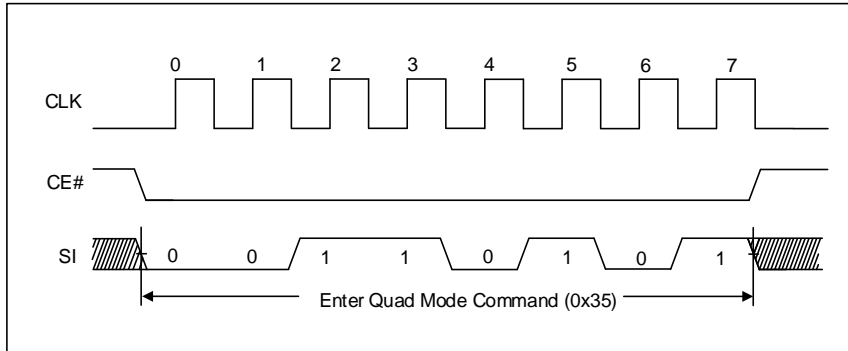 0 1 2 3 4 5 6 7
CLK
CE#
SI 0 0 1 1 0 1 0 1
Enter Quad Mode Command (0x35)